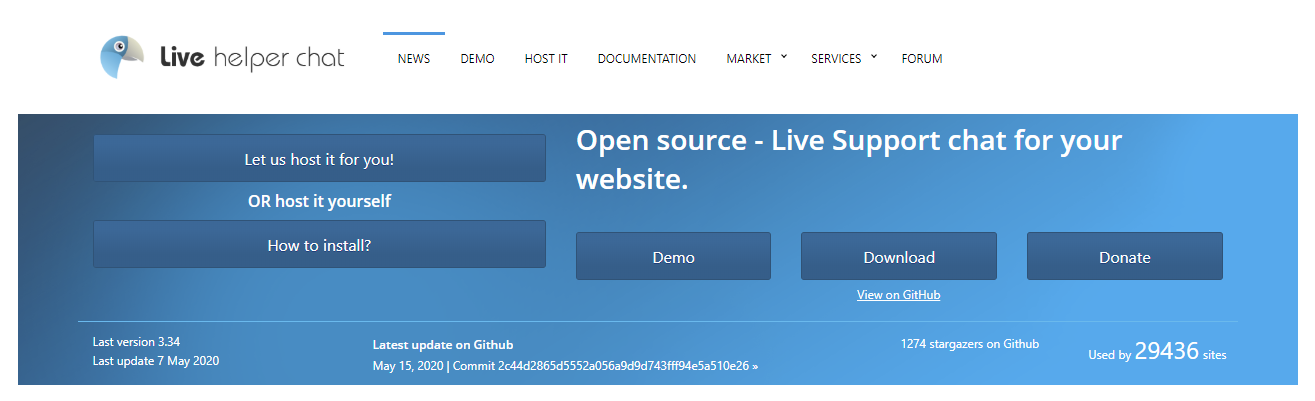 Live helper chat
NEWS DEMO HOST IT DOCUMENTATION MARKET SERVICES FORUM
Let us host it for you!
OR host it yourself
How to install?
Open source - Live Support chat for your
website.
Demo Download Donate
View on GitHub
Last version 3.34
Last update 7 May 2020
Latest update on Github
May 15, 2020 | Commit 2c44d2865d5552a056a9d9d743fff94e5a510e26 »
1274 stargazers on Github
Used by 29436 sites